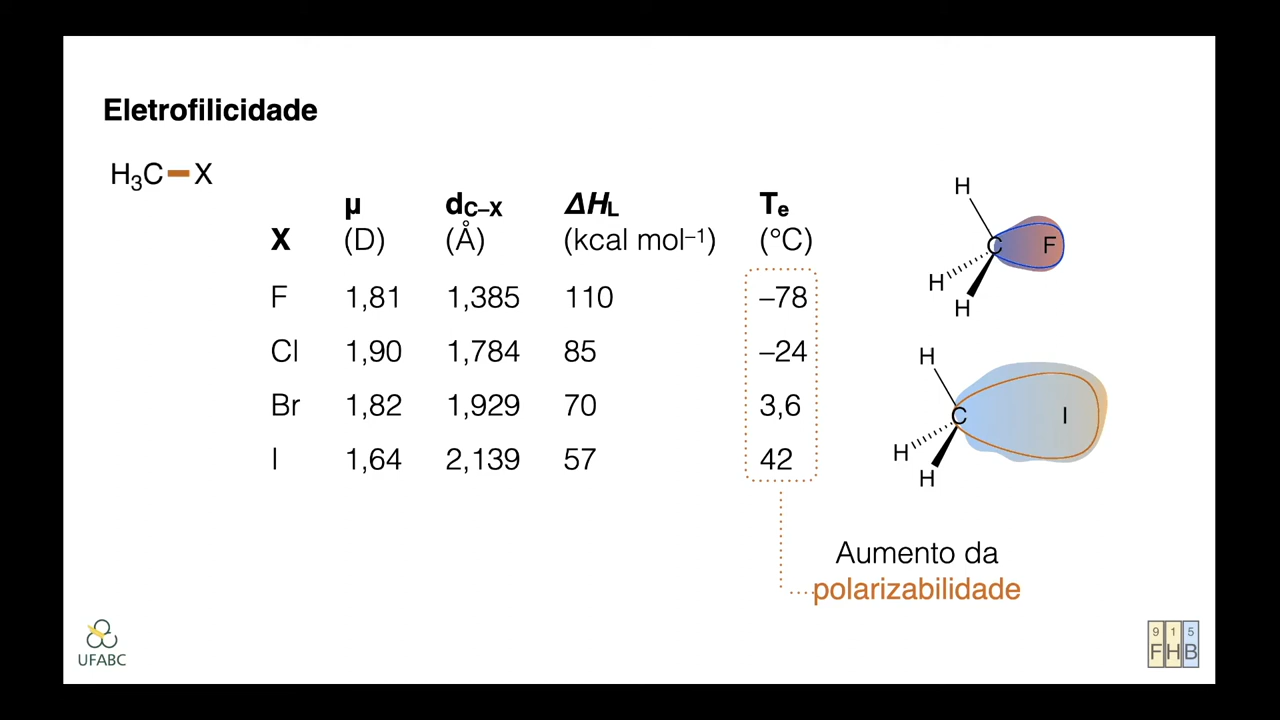 Eletrofilicidade
H₃C–X
μ d_C–X ΔH_L T_e
X (D) (Å) (kcal mol⁻¹) (°C)
F 1,81 1,385 110 –78
Cl 1,90 1,784 85 –24
Br 1,82 1,929 70 3,6
I 1,64 2,139 57 42
H
C F
H
H
H
C I
H
H
Aumento da
polarizabilidade
UFABC
9 1 5
F H B